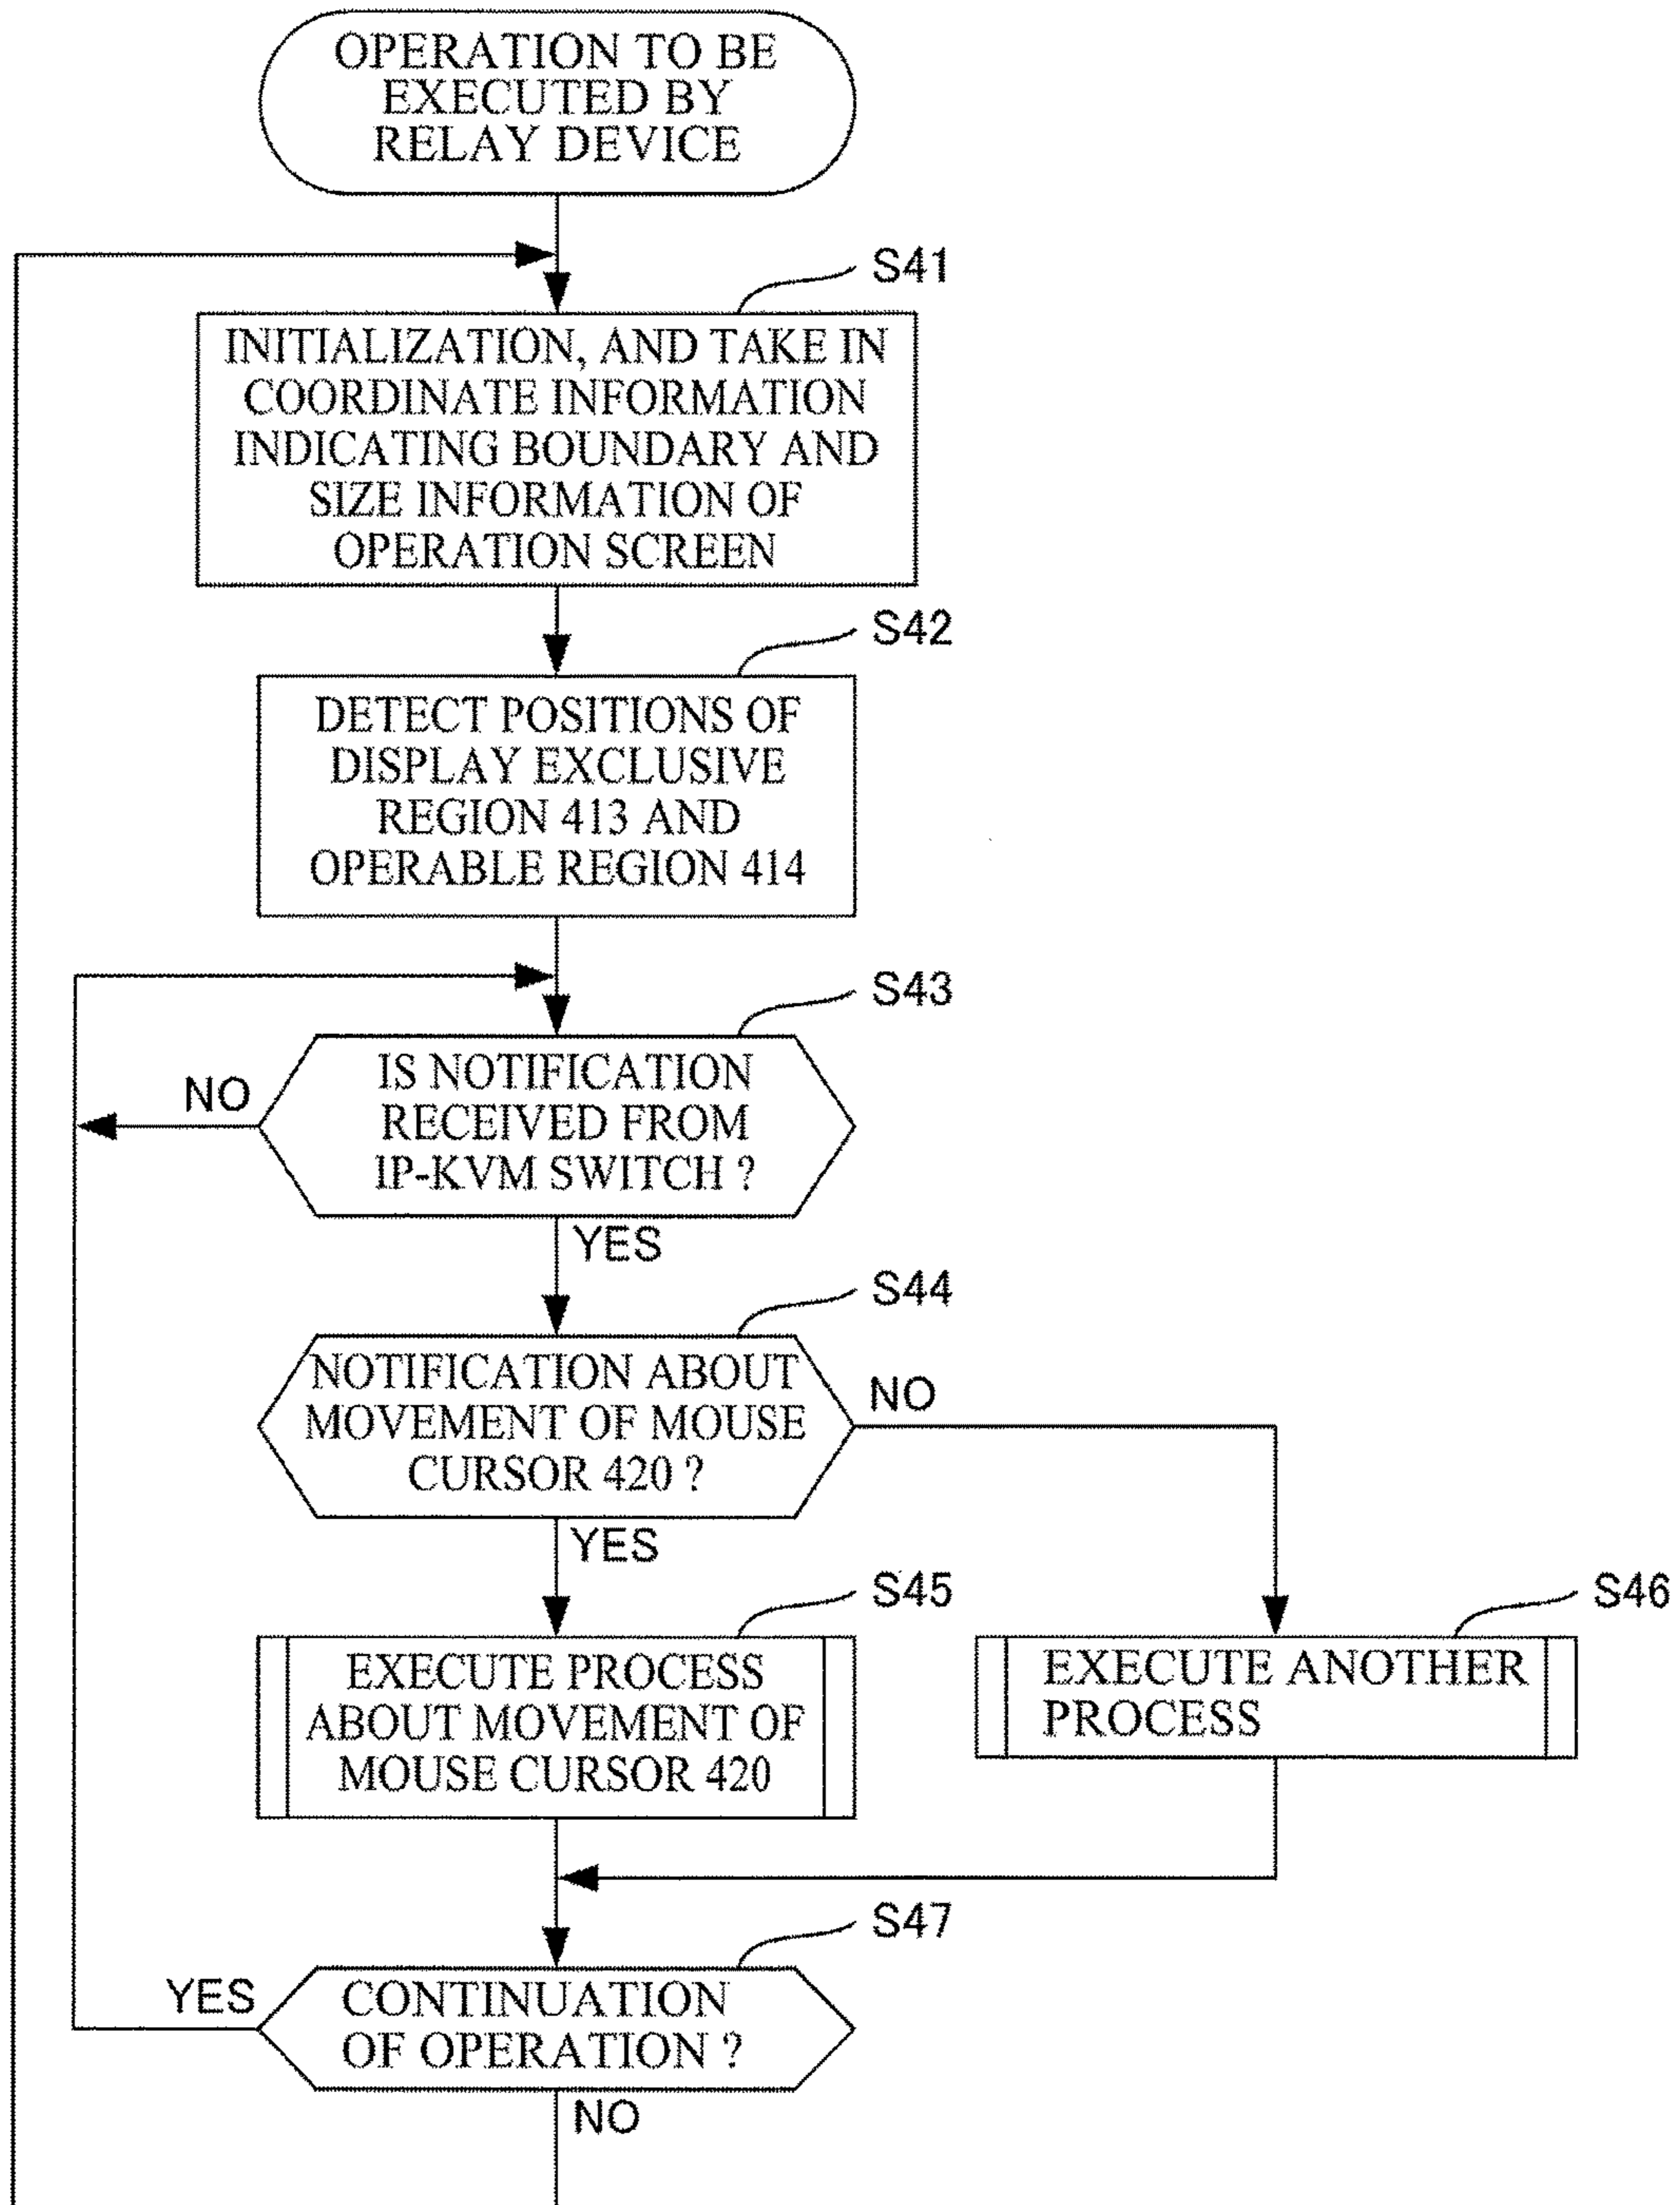 OPERATION TO BE
EXECUTED BY
RELAY DEVICE
S41
INITIALIZATION, AND TAKE IN
COORDINATE INFORMATION
INDICATING BOUNDARY AND
SIZE INFORMATION OF
OPERATION SCREEN
S42
DETECT POSITIONS OF
DISPLAY EXCLUSIVE
REGION 413 AND
OPERABLE REGION 414
S43
IS NOTIFICATION
RECEIVED FROM
IP-KVM SWITCH ?
NO
YES
S44
NOTIFICATION ABOUT
MOVEMENT OF MOUSE
CURSOR 420 ?
NO
YES
S45
EXECUTE PROCESS
ABOUT MOVEMENT OF
MOUSE CURSOR 420
S46
EXECUTE ANOTHER
PROCESS
S47
CONTINUATION
OF OPERATION ?
YES
NO